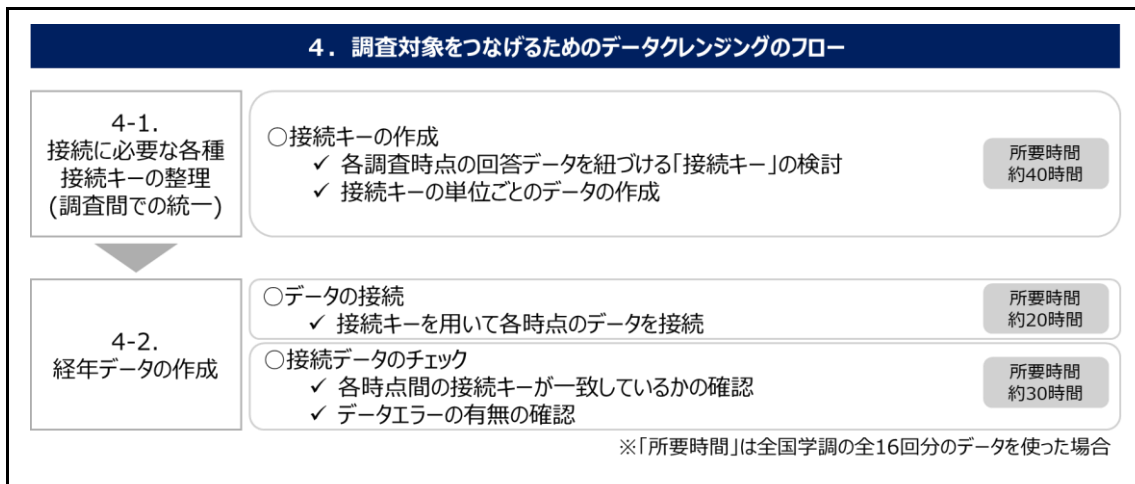 4．調査対象をつなげるためのデータクレンジングのフロー
4-1.
接続に必要な各種
接続キーの整理
(調査間での統一)
○接続キーの作成
✓ 各調査時点の回答データを紐づける「接続キー」の検討
✓ 接続キーの単位ごとのデータの作成
所要時間
約40時間
4-2.
経年データの作成
○データの接続
✓ 接続キーを用いて各時点のデータを接続
所要時間
約20時間
○接続データのチェック
✓ 各時点間の接続キーが一致しているかの確認
✓ データエラーの有無の確認
所要時間
約30時間
※「所要時間」は全国学調の全16回分のデータを使った場合